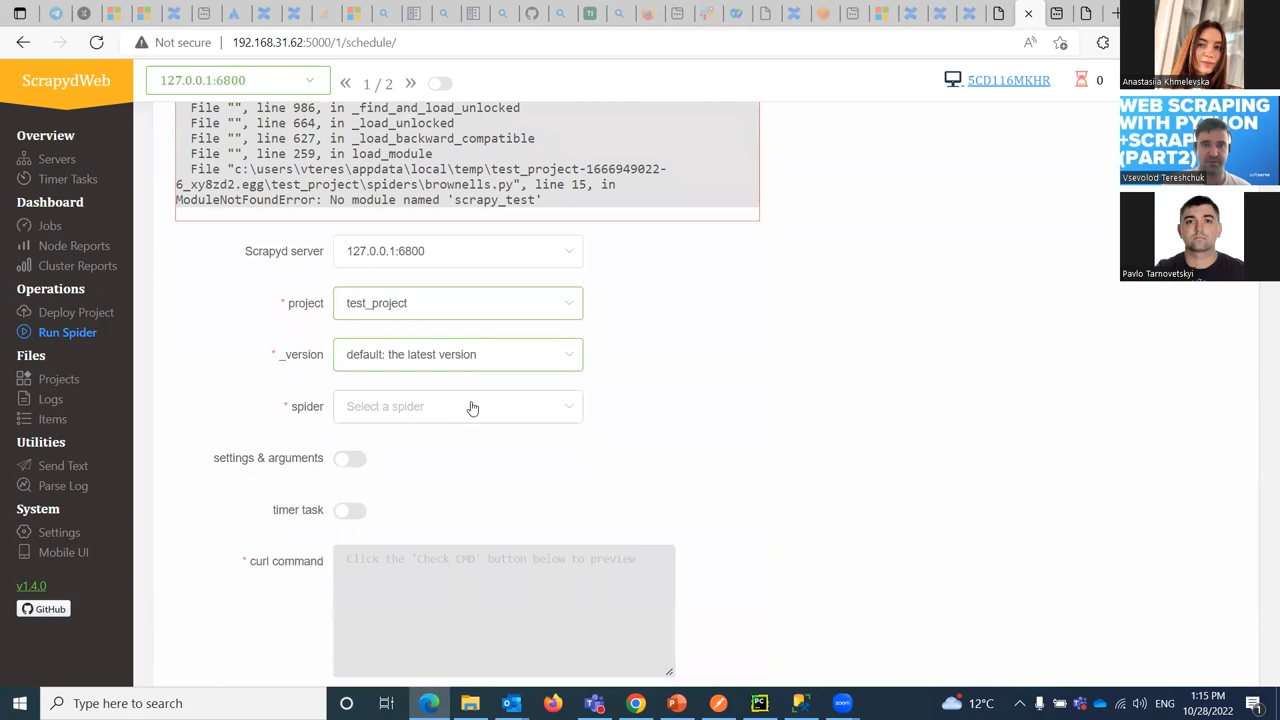 Not secure
192.168.31.62:5000/1/schedule/
ScrapydWeb
127.0.0.1:6800
1 / 2
5CD116MKHR
0
Overview
Servers
Timer Tasks
Dashboard
Jobs
Node Reports
Cluster Reports
Operations
Deploy Project
Run Spider
Files
Projects
Logs
Items
Utilities
Send Text
Parse Log
System
Settings
Mobile UI
v1.4.0
GitHub
File "", line 986, in _find_and_load_unlocked
File "", line 664, in _load_unlocked
File "", line 627, in _load_backward_compatible
File "", line 259, in load_module
File "c:\users\vteres\appdata\local\temp\test_project-1666949022-
6_xy8zd2.egg\test_project\spiders\brownells.py", line 15, in
ModuleNotFoundError: No module named 'scrapy_test'
Scrapyd server
127.0.0.1:6800
* project
test_project
* _version
default: the latest version
* spider
Select a spider
settings & arguments
timer task
* curl command
Click the 'Check CMD' button below to preview
Anastasiia Khmelevska
WEB SCRAPING
WITH PYTHON
+SCRAP
(PART2)
softserve
Vsevolod Tereshchuk
Pavlo Tarnovetskyi
Type here to search
12°C
ENG
1:15 PM
10/28/2022